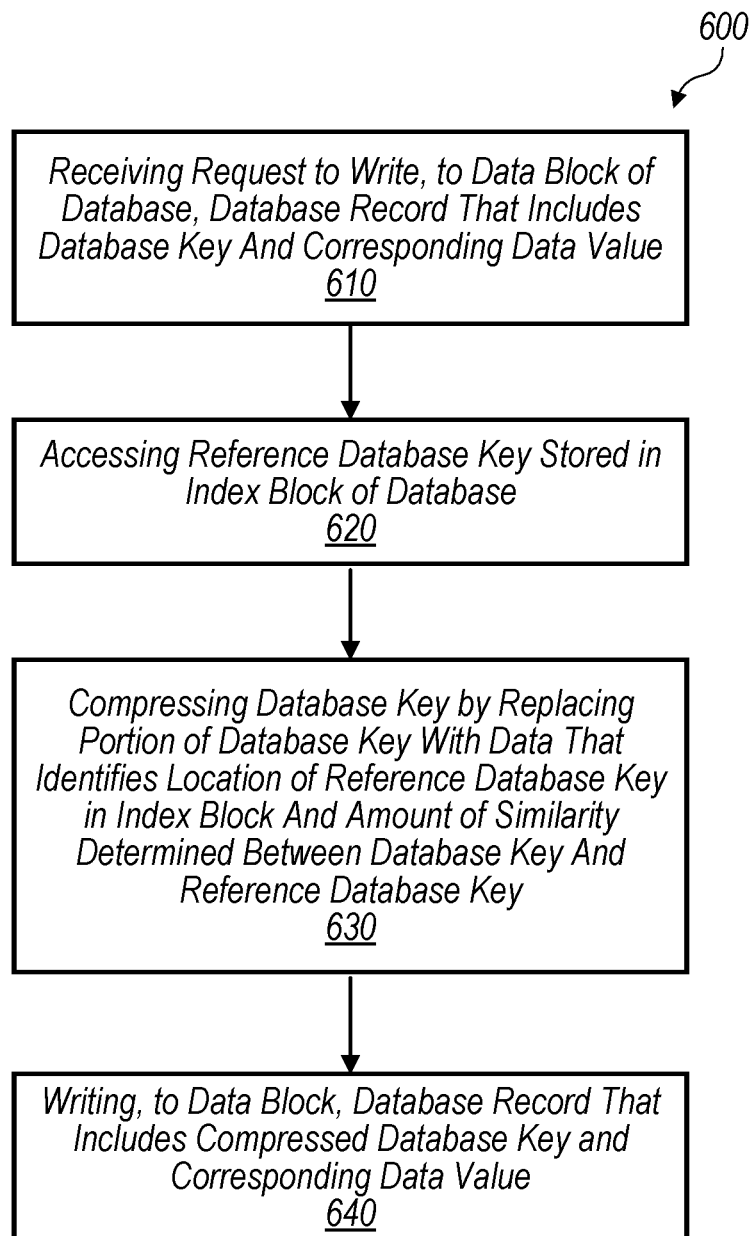 600
Receiving Request to Write, to Data Block of
Database, Database Record That Includes
Database Key And Corresponding Data Value
610
Accessing Reference Database Key Stored in
Index Block of Database
620
Compressing Database Key by Replacing
Portion of Database Key With Data That
Identifies Location of Reference Database Key
in Index Block And Amount of Similarity
Determined Between Database Key And
Reference Database Key
630
Writing, to Data Block, Database Record That
Includes Compressed Database Key and
Corresponding Data Value
640